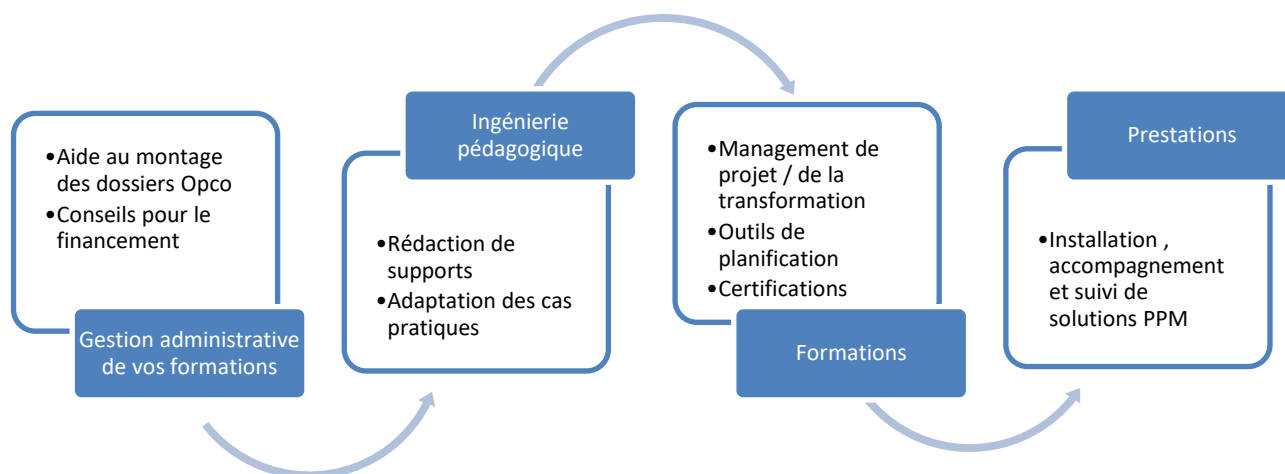 •Aide au montage
des dossiers Opco
•Conseils pour le
financement
Gestion administrative
de vos formations
Ingénierie
pédagogique
•Rédaction de
supports
•Adaptation des cas
pratiques
•Management de
projet / de la
transformation
•Outils de
planification
•Certifications
Formations
Prestations
•Installation ,
accompagnement
et suivi de
solutions PPM